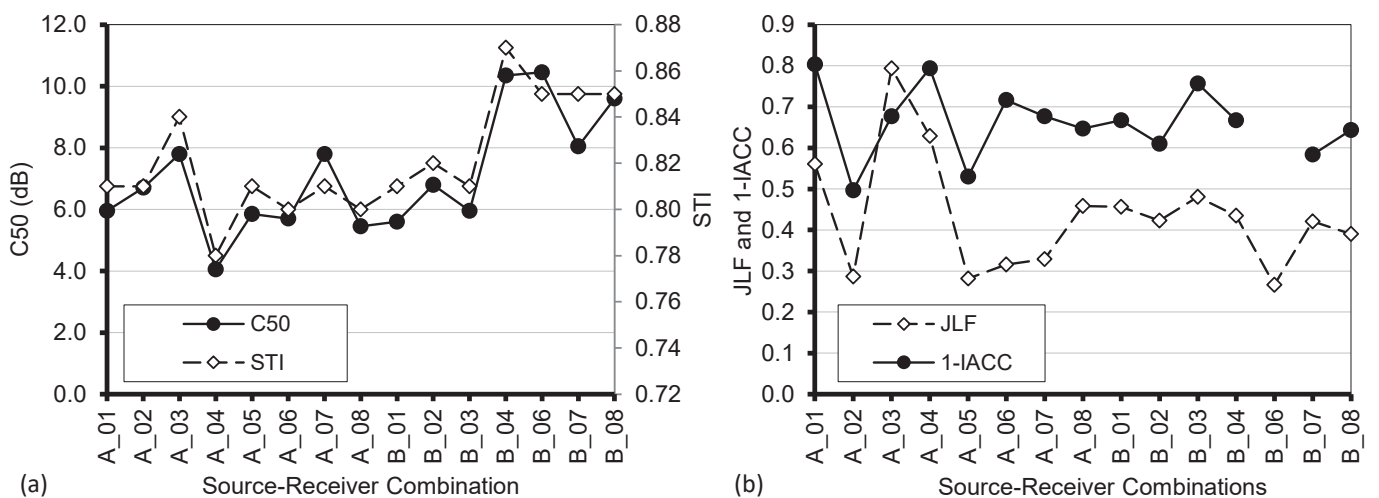 12.0
10.0
8.0
6.0
4.0
2.0
0.0
C50 (dB)
0.88
0.86
0.84
0.82
0.80
0.78
0.76
0.74
0.72
STI
C50
STI
A_01
A_02
A_03
A_04
A_05
A_06
A_07
A_08
B_01
B_02
B_03
B_04
B_06
B_07
B_08
(a)
Source-Receiver Combination
0.9
0.8
0.7
0.6
0.5
0.4
0.3
0.2
0.1
0.0
JLF and 1-IACC
JLF
1-IACC
A_01
A_02
A_03
A_04
A_05
A_06
A_07
A_08
B_01
B_02
B_03
B_04
B_06
B_07
B_08
(b)
Source-Receiver Combinations